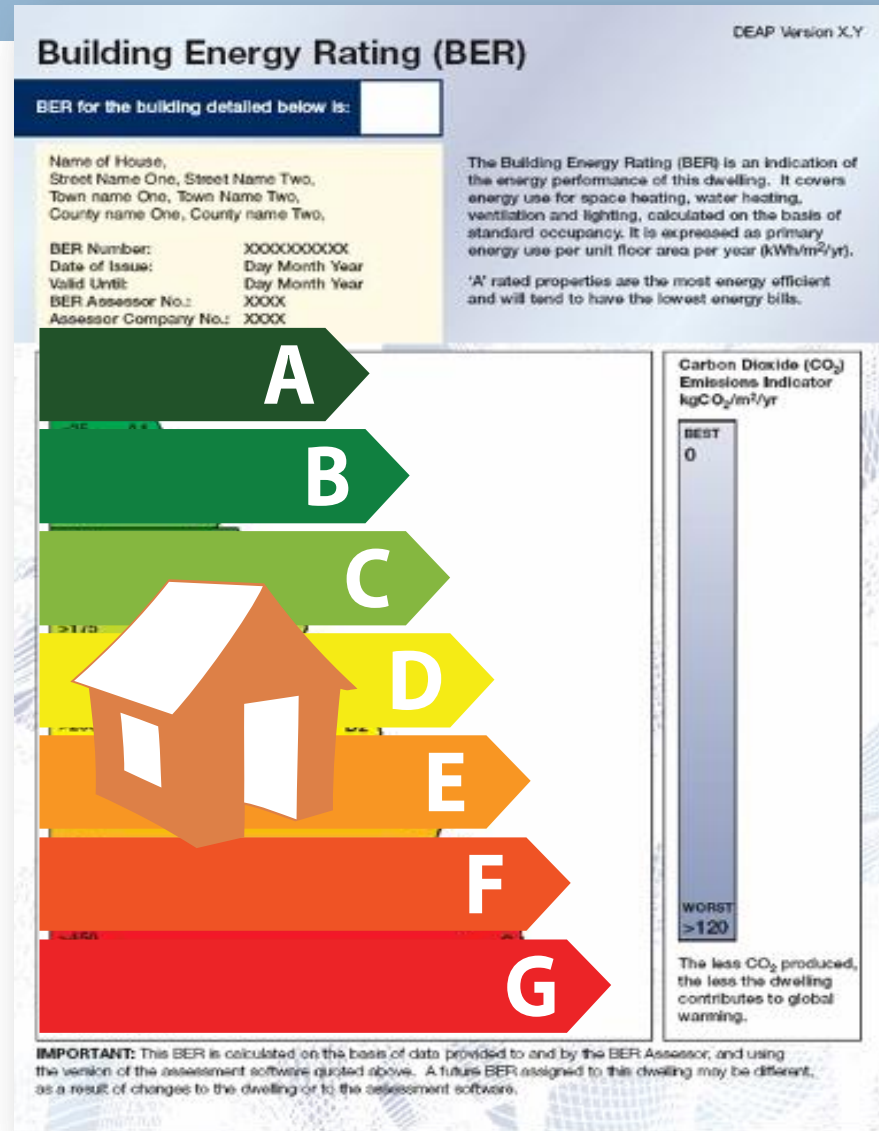 DEAP Version X.Y
Building Energy Rating (BER)
BER for the building detailed below is:
Name of House,
Street Name One, Street Name Two,
Town name One, Town Name Two,
County name One, County name Two,
BER Number: XXXXXXXXXX
Date of Issue: Day Month Year
Valid Until: Day Month Year
BER Assessor No.: XXXX
Assessor Company No.: XXXX
The Building Energy Rating (BER) is an indication of
the energy performance of this dwelling. It covers
energy use for space heating, water heating,
ventilation and lighting, calculated on the basis of
standard occupancy. It is expressed as primary
energy use per unit floor area per year (kWh/m²/yr).
'A' rated properties are the most energy efficient
and will tend to have the lowest energy bills.
A
B
C
>175
D
E
F
>450
G
Carbon Dioxide (CO₂)
Emissions Indicator
kgCO₂/m²/yr
BEST
0
WORST
>120
The less CO₂ produced,
the less the dwelling
contributes to global
warming.
IMPORTANT: This BER is calculated on the basis of data provided to and by the BER Assessor, and using
the version of the assessment software quoted above. A future BER assigned to this dwelling may be different,
as a result of changes to the dwelling or to the assessment software.